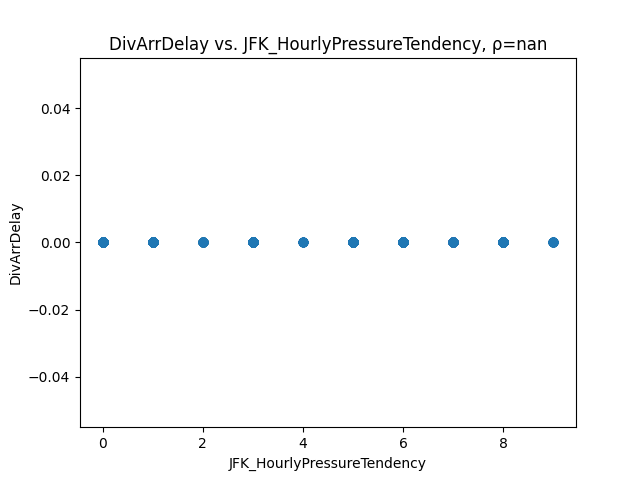 DivArrDelay vs. JFK_HourlyPressureTendency, ρ=nan
0.04
0.02
0.00
−0.02
−0.04
DivArrDelay
0 2 4 6 8
JFK_HourlyPressureTendency